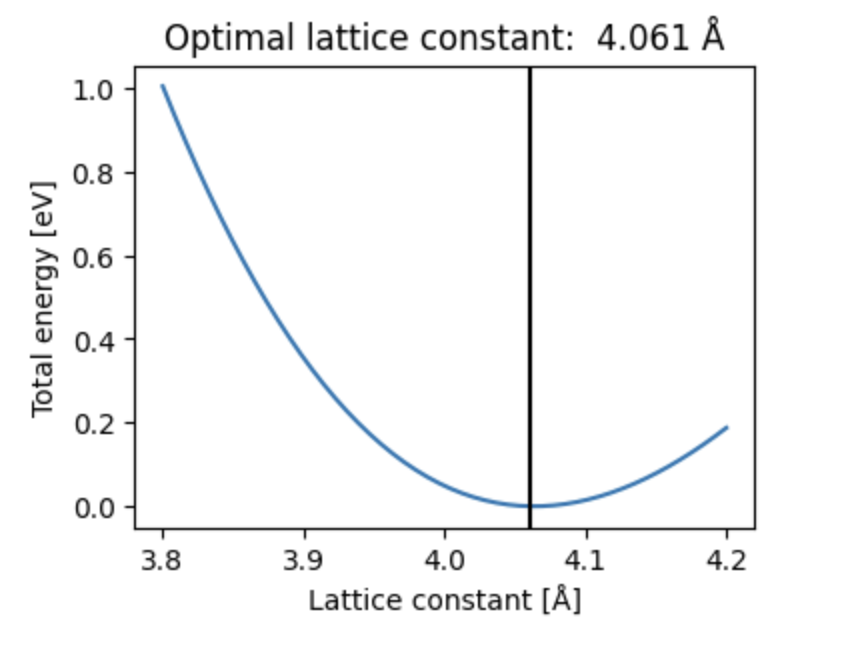 Optimal lattice constant:  4.061 Å
1.0
0.8
0.6
0.4
0.2
0.0
Total energy [eV]
3.8 3.9 4.0 4.1 4.2
Lattice constant [Å]